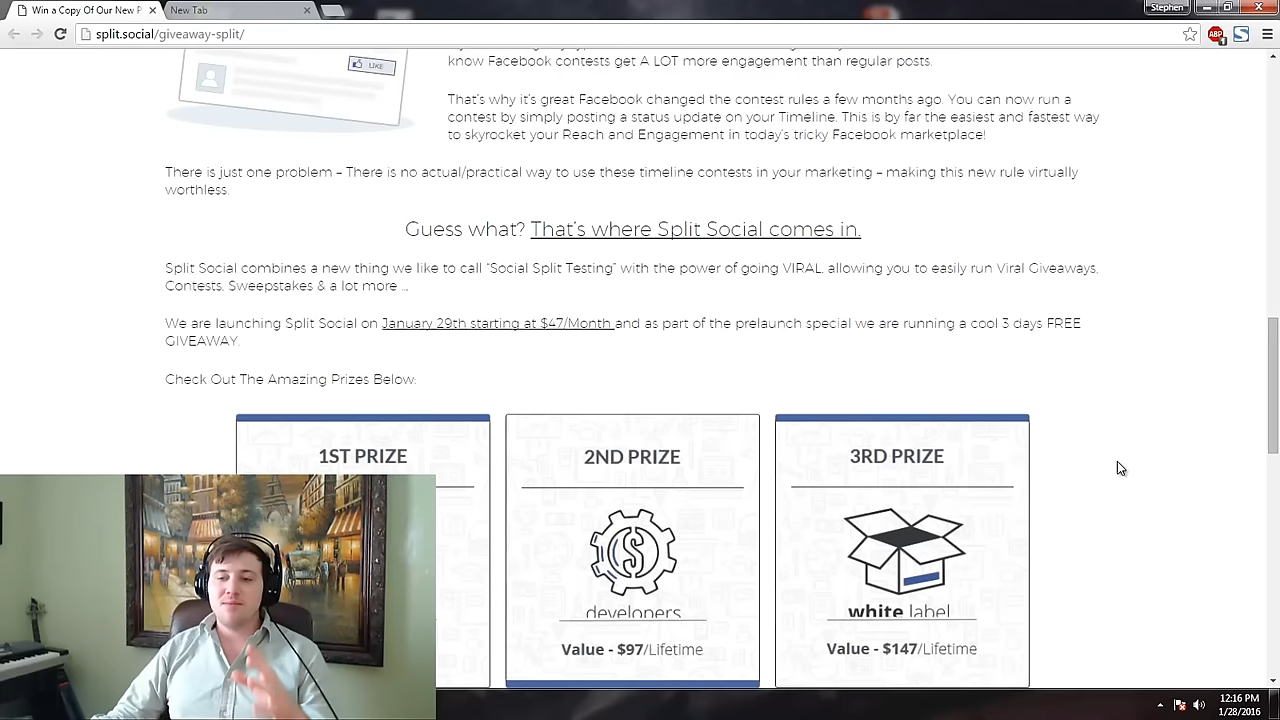 Win a Copy Of Our New P
New Tab
Stephen
split.social/giveaway-split/
ABP
know Facebook contests get A LOT more engagement than regular posts.
LIKE
That's why it's great Facebook changed the contest rules a few months ago. You can now run a
contest by simply posting a status update on your Timeline. This is by far the easiest and fastest way
to skyrocket your Reach and Engagement in today's tricky Facebook marketplace!
There is just one problem – There is no actual/practical way to use these timeline contests in your marketing – making this new rule virtually
worthless.
Guess what? That's where Split Social comes in.
Split Social combines a new thing we like to call "Social Split Testing" with the power of going VIRAL, allowing you to easily run Viral Giveaways,
Contests, Sweepstakes & a lot more ...
We are launching Split Social on January 29th starting at $47/Month and as part of the prelaunch special we are running a cool 3 days FREE
GIVEAWAY.
Check Out The Amazing Prizes Below:
1ST PRIZE
2ND PRIZE
3RD PRIZE
developers
white label
Value - $97/Lifetime
Value - $147/Lifetime
12:16 PM
1/28/2016